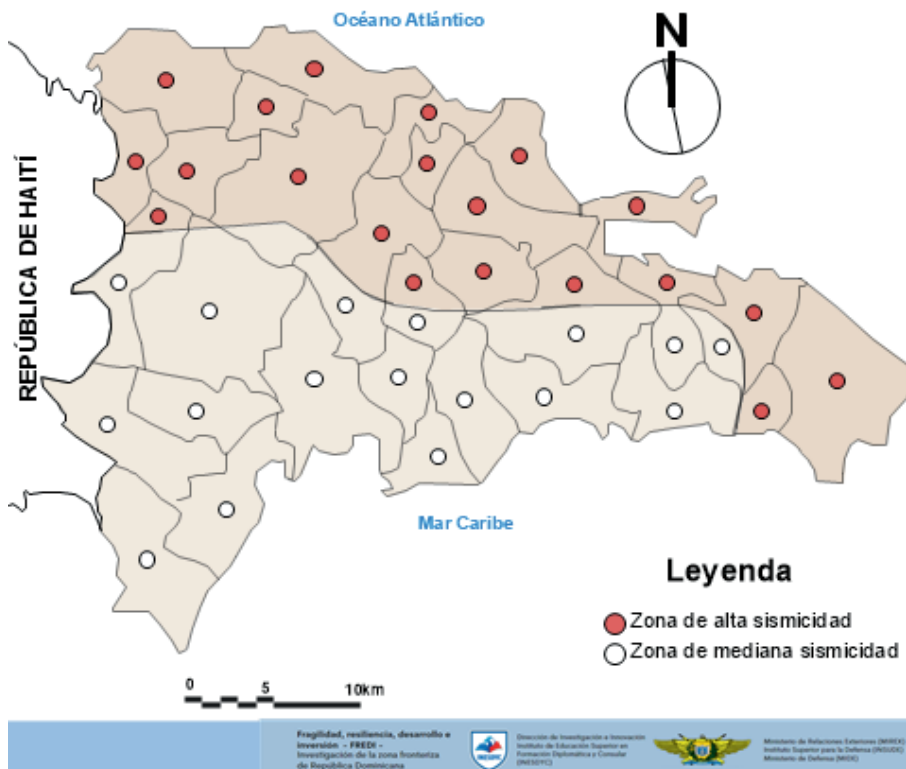 Océano Atlántico
N
REPÚBLICA DE HAITÍ
Mar Caribe
Leyenda
Zona de alta sismicidad
Zona de mediana sismicidad
0 5 10km
Fragilidad, resiliencia, desarrollo e
inversión - FREDI -
Investigación de la zona fronteriza
de República Dominicana
INESDYC
Dirección de Investigación e Innovación
Instituto de Educación Superior en
Formación Diplomática y Consular
(INESDYC)
Ministerio de Relaciones Exteriores (MIREX)
Instituto Superior para la Defensa (INSUDE)
Ministerio de Defensa (MIDE)